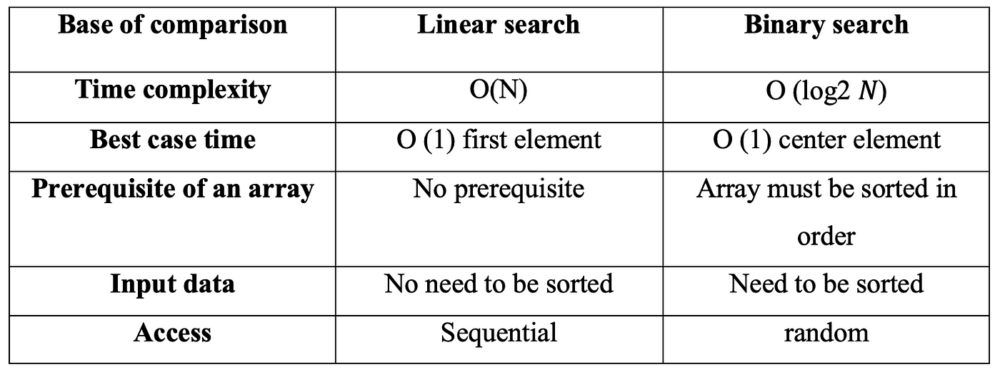 Base of comparison Linear search Binary search
Time complexity O(N) O (log2 N)
Best case time O (1) first element O (1) center element
Prerequisite of an array No prerequisite Array must be sorted in
order
Input data No need to be sorted Need to be sorted
Access Sequential random